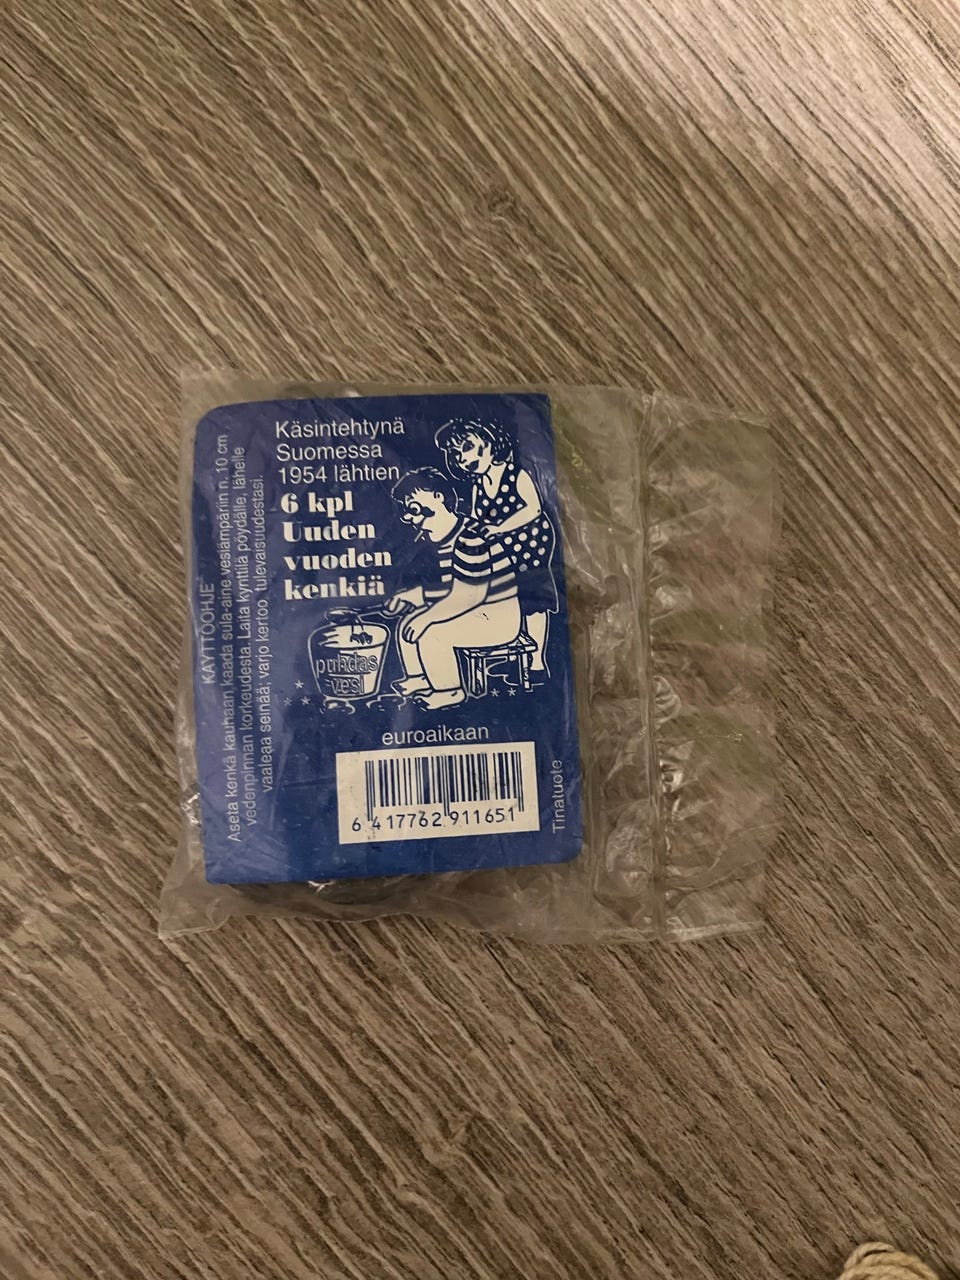 Käsintehtynä
Suomessa
1954 lähtien
6 kpl
Uuden
vuoden
kenkiä
puhdas
vesi
euroaikaan
6 417762 911651
Tinatuote
KÄYTTÖOHJE
Aseta kenkä kauhaan kaada sula-aine vesiämpäriin n. 10 cm
vedenpinnan korkeudesta. Laita kynttilä pöydälle, lähelle
vaaleaa seinää; varjo kertoo tulevaisuudestasi.